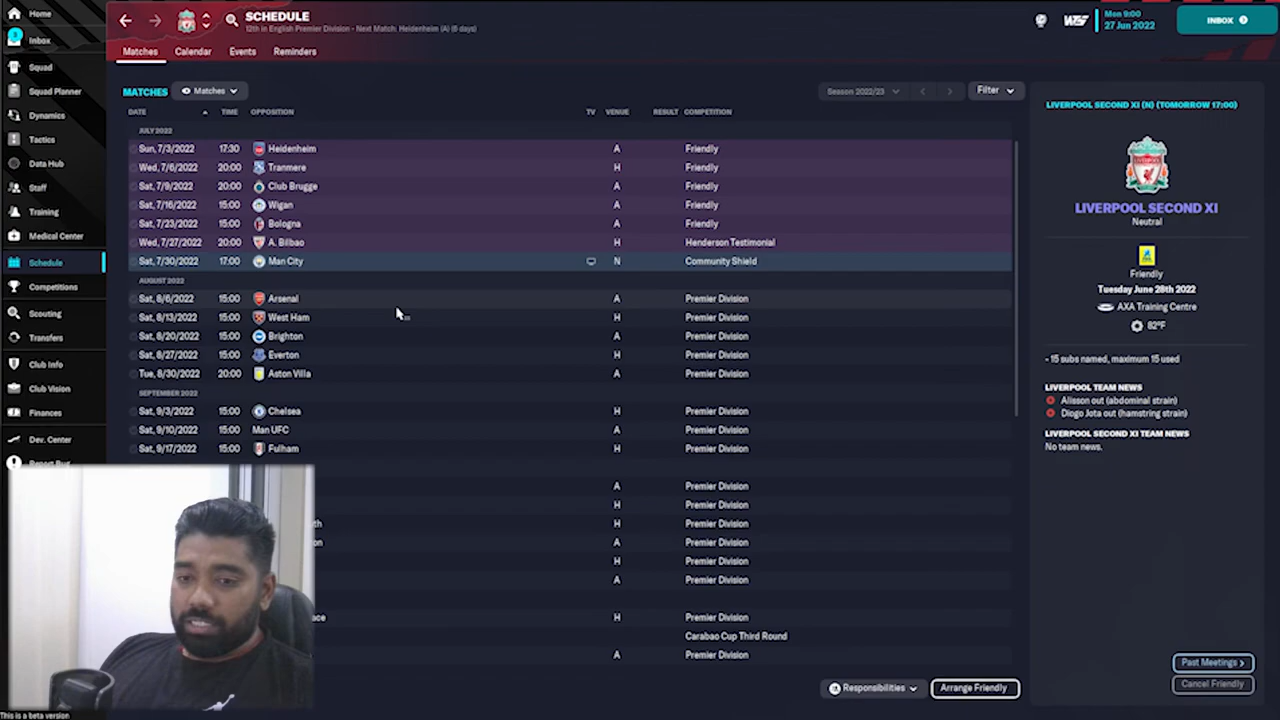 Home
Inbox
Squad
Squad Planner
Dynamics
Tactics
Data Hub
Staff
Training
Medical Center
Schedule
Competitions
Scouting
Transfers
Club Info
Club Vision
Finances
Dev. Center
SCHEDULE
12th in English Premier Division - Next Match: Heidenheim (A) (6 days)
Mon 9:00
27 Jun 2022
INBOX
Matches Calendar Events Reminders
MATCHES Matches Season 2022/23 Filter
DATE TIME OPPOSITION TV VENUE RESULT COMPETITION
JULY 2022
Sun, 7/3/2022 17:30 Heidenheim A Friendly
Wed, 7/6/2022 20:00 Tranmere H Friendly
Sat, 7/9/2022 20:00 Club Brugge A Friendly
Sat, 7/16/2022 15:00 Wigan A Friendly
Sat, 7/23/2022 15:00 Bologna A Friendly
Wed, 7/27/2022 20:00 A. Bilbao H Henderson Testimonial
Sat, 7/30/2022 17:00 Man City N Community Shield
AUGUST 2022
Sat, 8/6/2022 15:00 Arsenal A Premier Division
Sat, 8/13/2022 15:00 West Ham H Premier Division
Sat, 8/20/2022 15:00 Brighton A Premier Division
Sat, 8/27/2022 15:00 Everton H Premier Division
Tue, 8/30/2022 20:00 Aston Villa A Premier Division
SEPTEMBER 2022
Sat, 9/3/2022 15:00 Chelsea H Premier Division
Sat, 9/10/2022 15:00 Man UFC A Premier Division
Sat, 9/17/2022 15:00 Fulham H Premier Division
A Premier Division
H Premier Division
th H Premier Division
on A Premier Division
H Premier Division
A Premier Division
ace H Premier Division
Carabao Cup Third Round
A Premier Division
Responsibilities Arrange Friendly
LIVERPOOL SECOND XI (N) (TOMORROW 17:00)
LIVERPOOL SECOND XI
Neutral
Friendly
Tuesday June 28th 2022
AXA Training Centre
82°F
- 15 subs named, maximum 15 used
LIVERPOOL TEAM NEWS
Alisson out (abdominal strain)
Diogo Jota out (hamstring strain)
LIVERPOOL SECOND XI TEAM NEWS
No team news.
Past Meetings >
Cancel Friendly
This is a beta version